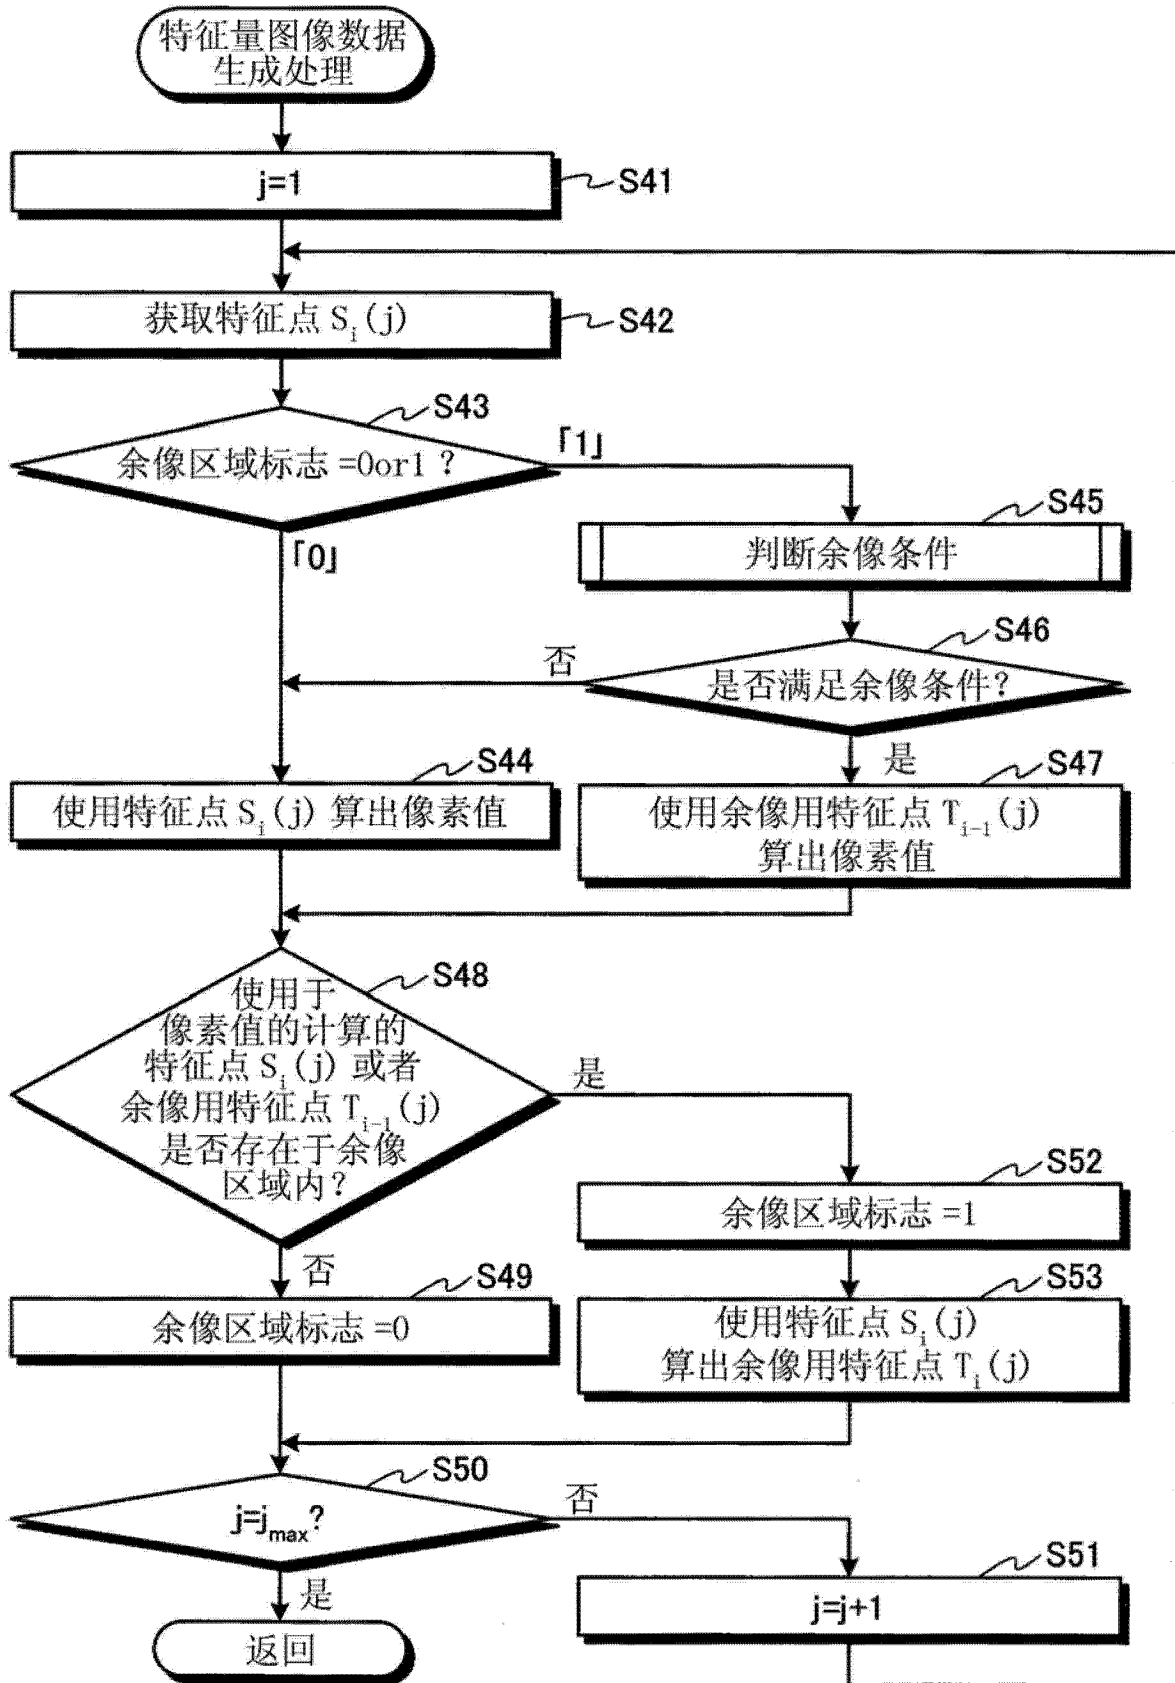 特征量图像数据
生成处理
j=1
S41
获取特征点 Si(j)
S42
S43
余像区域标志 =0or1 ?
「1」
「0」
S45
判断余像条件
S46
是否满足余像条件?
否
是
S44
使用特征点 Si(j) 算出像素值
S47
使用余像用特征点 Ti-1(j)
算出像素值
S48
使用于
像素值的计算的
特征点 Si(j) 或者
余像用特征点 Ti-1(j)
是否存在于余像
区域内?
是
否
S52
余像区域标志 =1
S49
余像区域标志 =0
S53
使用特征点 Si(j)
算出余像用特征点 Ti(j)
S50
j=jmax?
否
是
S51
j=j+1
返回